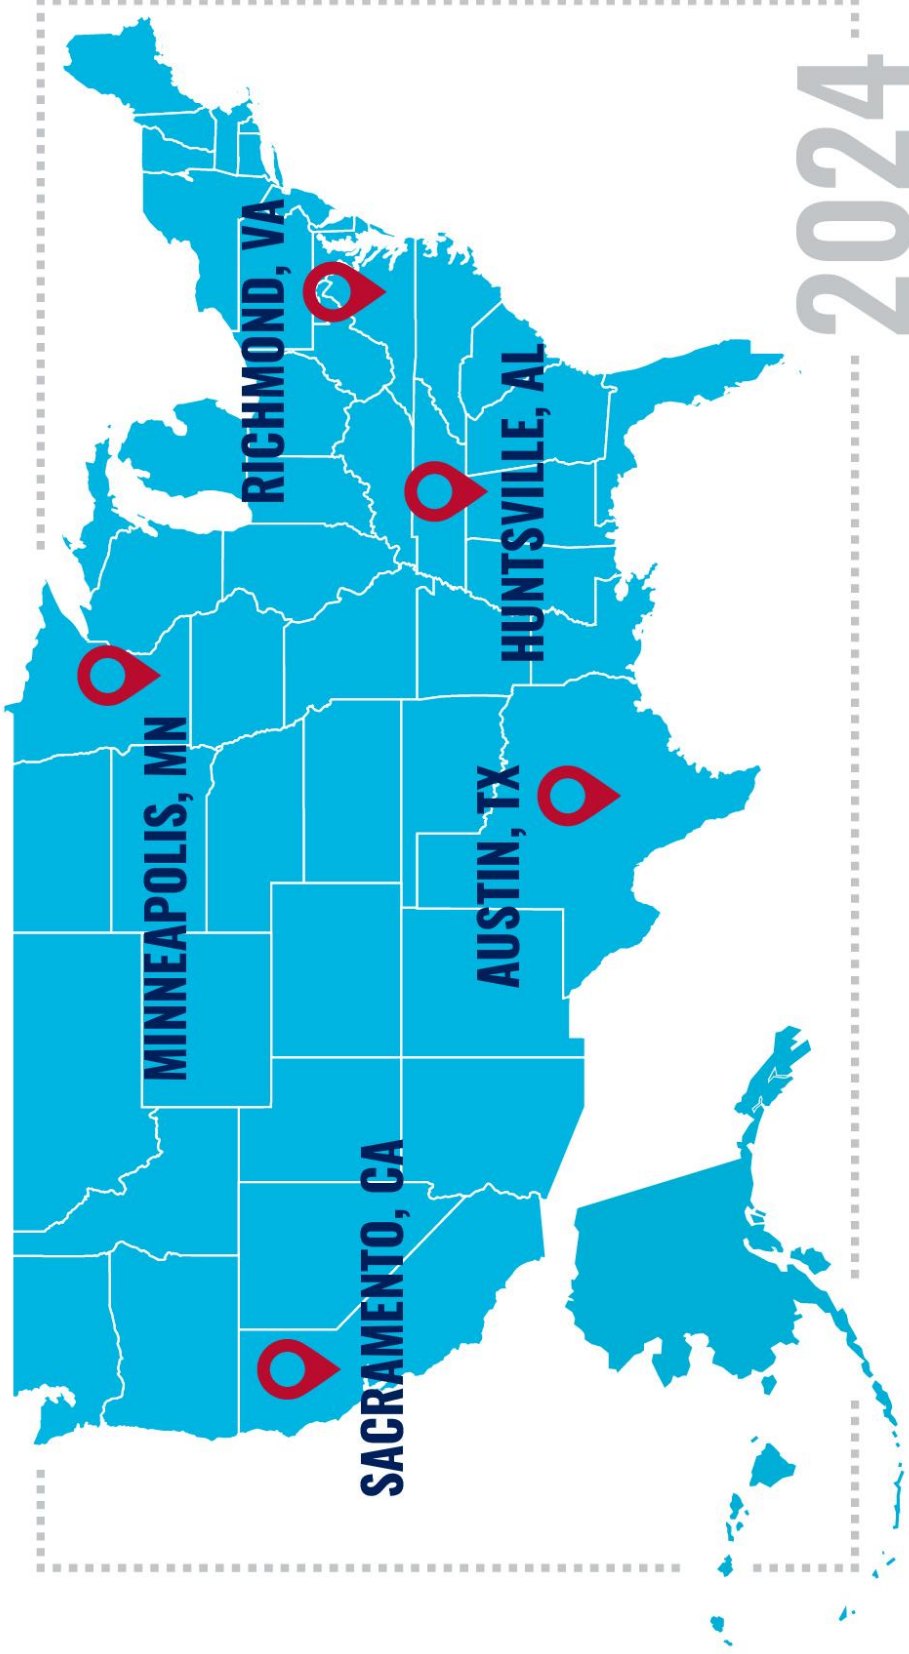 MINNEAPOLIS, MN
RICHMOND, VA
SACRAMENTO, CA
AUSTIN, TX
HUNTSVILLE, AL
2024